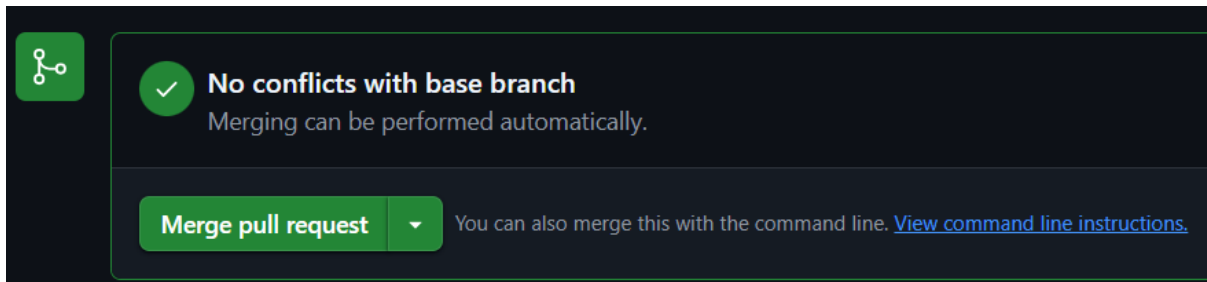 No conflicts with base branch
Merging can be performed automatically.
Merge pull request You can also merge this with the command line. View command line instructions.